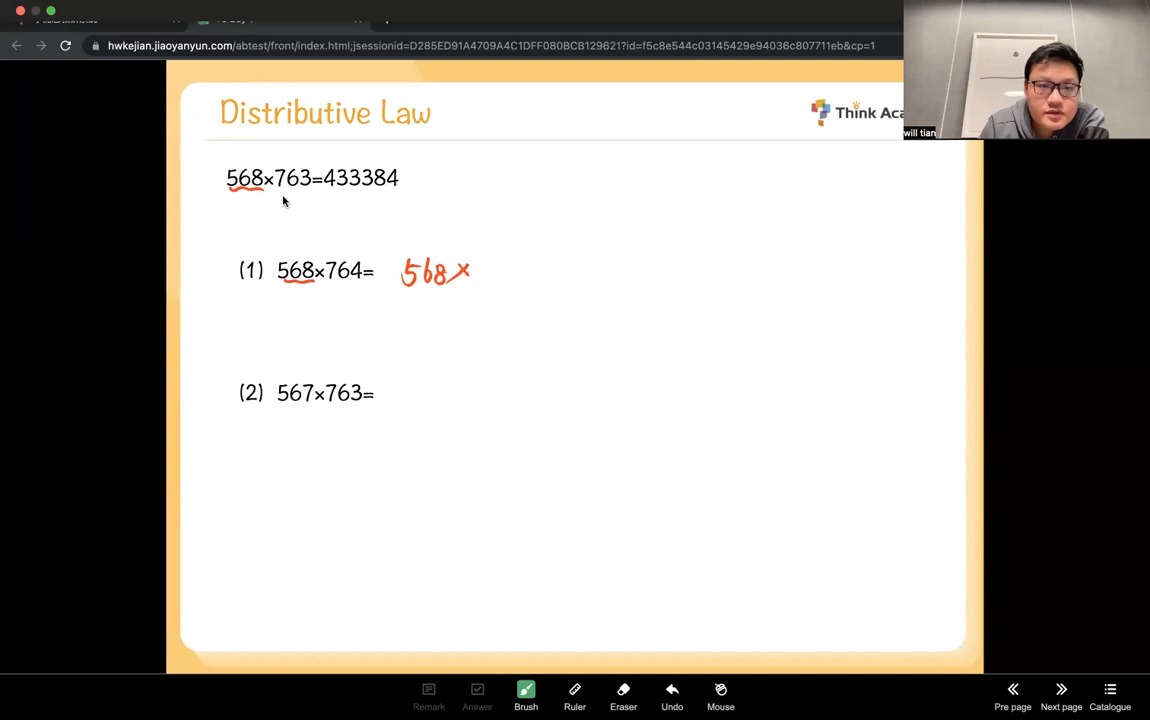 hwkejian.jiaoyanyun.com/abtest/front/index.html;jsessionid=D285ED91A4709A4C1DFF080BCB129621?id=f5c8e544c03145429e94036c807711eb&cp=1
Distributive Law
Think Aca
will tian
568×763=433384
(1) 568×764= 568×
(2) 567×763=
Remark Answer Brush Ruler Eraser Undo Mouse Pre page Next page Catalogue